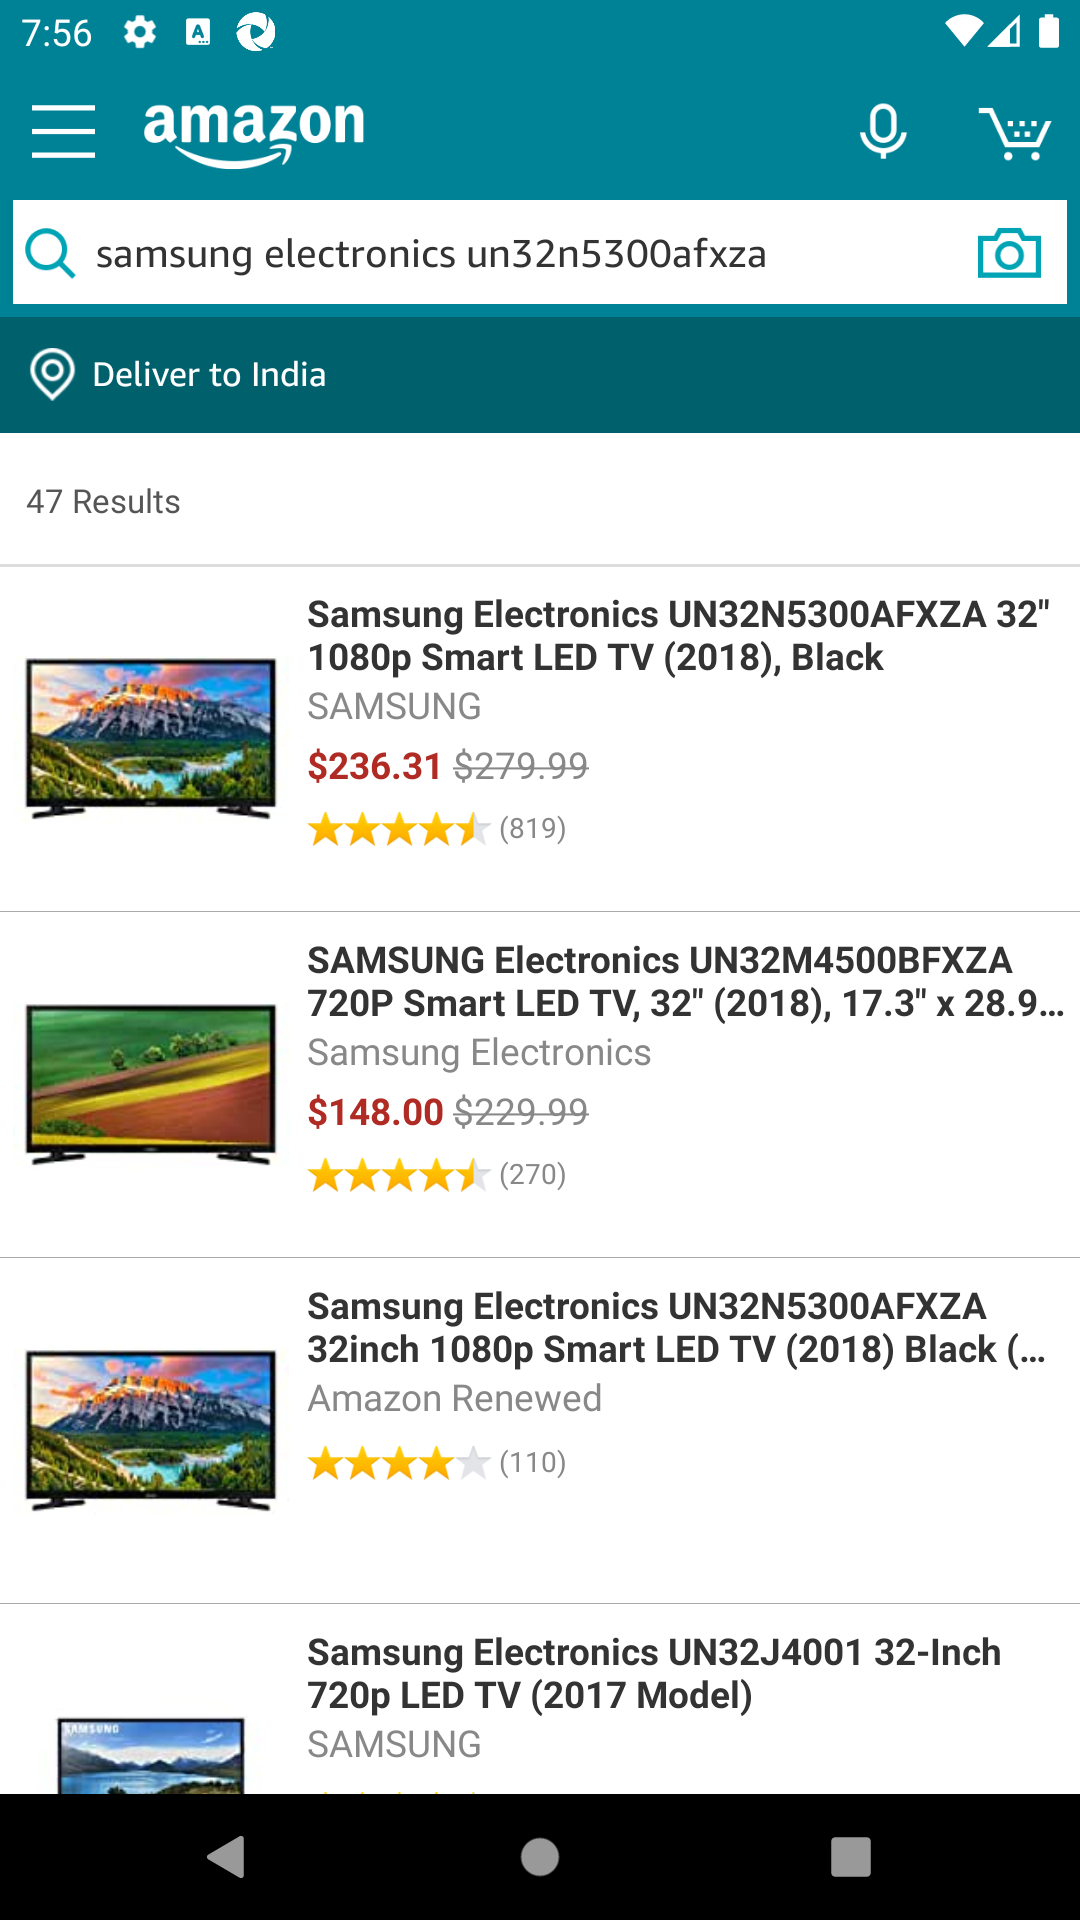 7:56
amazon
samsung electronics un32n5300afxza
Deliver to India
47 Results
Samsung Electronics UN32N5300AFXZA 32"
1080p Smart LED TV (2018), Black
SAMSUNG
$236.31 $279.99
(819)
SAMSUNG Electronics UN32M4500BFXZA
720P Smart LED TV, 32" (2018), 17.3" x 28.9...
Samsung Electronics
$148.00 $229.99
(270)
Samsung Electronics UN32N5300AFXZA
32inch 1080p Smart LED TV (2018) Black (...
Amazon Renewed
(110)
Samsung Electronics UN32J4001 32-Inch
720p LED TV (2017 Model)
SAMSUNG
SAMSUNG